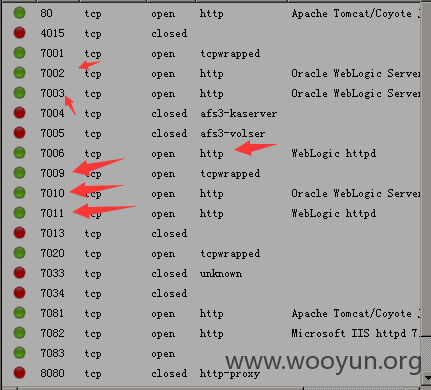 80 tcp open http Apache Tomcat/Coyote
4015 tcp closed
7001 tcp open tcpwrapped
7002 tcp open http Oracle WebLogic Server
7003 tcp open http Oracle WebLogic Server
7004 tcp closed afs3-kaserver
7005 tcp closed afs3-volser
7006 tcp open http WebLogic httpd
7009 tcp open tcpwrapped
7010 tcp open http Oracle WebLogic Server
7011 tcp open http WebLogic httpd
7013 tcp closed
7020 tcp open tcpwrapped
7033 tcp closed unknown
7034 tcp closed
7081 tcp open http Apache Tomcat/Coyote
7082 tcp open http Microsoft IIS httpd 7.
7083 tcp open
8080 tcp closed http-proxy
www.wooyun.org